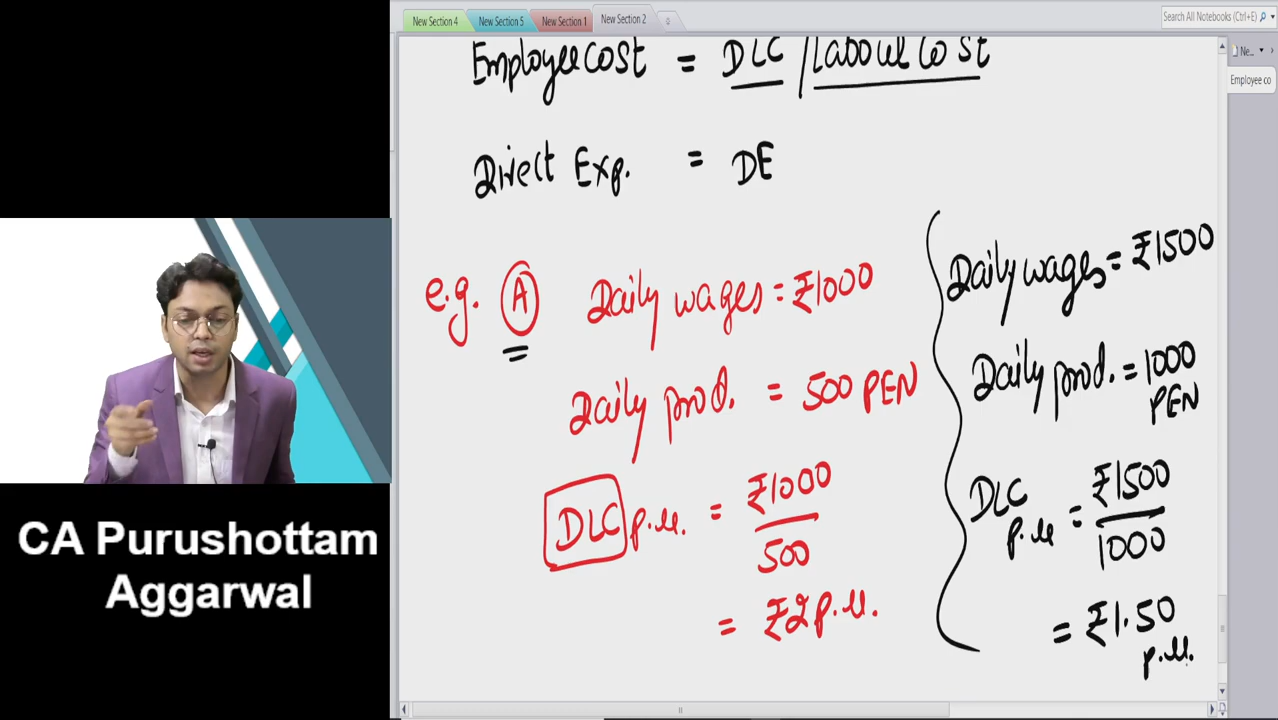 New Section 4
New Section 5
New Section 1
New Section 2
Search All Notebooks (Ctrl+E)
Ne...
Employee co
Employee cost = DLC / Labour Cost
Direct Exp. = DE
e.g. A Daily wages = ₹1000
Daily prod. = 500 PEN
DLC p.u. = ₹1000
500
= ₹2 p.u.
Daily wages = ₹1500
Daily prod. = 1000
PEN
DLC
p.u = ₹1500
1000
= ₹1.50
p.u.
CA Purushottam
Aggarwal